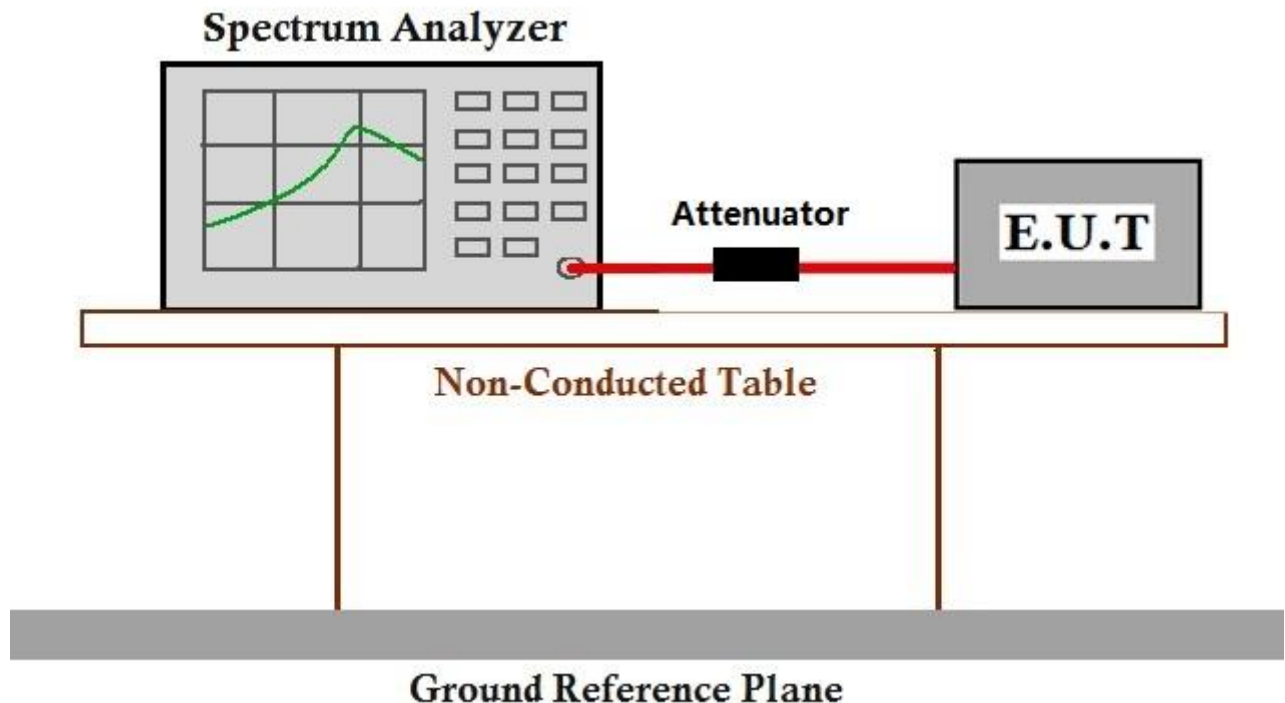 Spectrum Analyzer
Attenuator
E.U.T
Non-Conducted Table
Ground Reference Plane